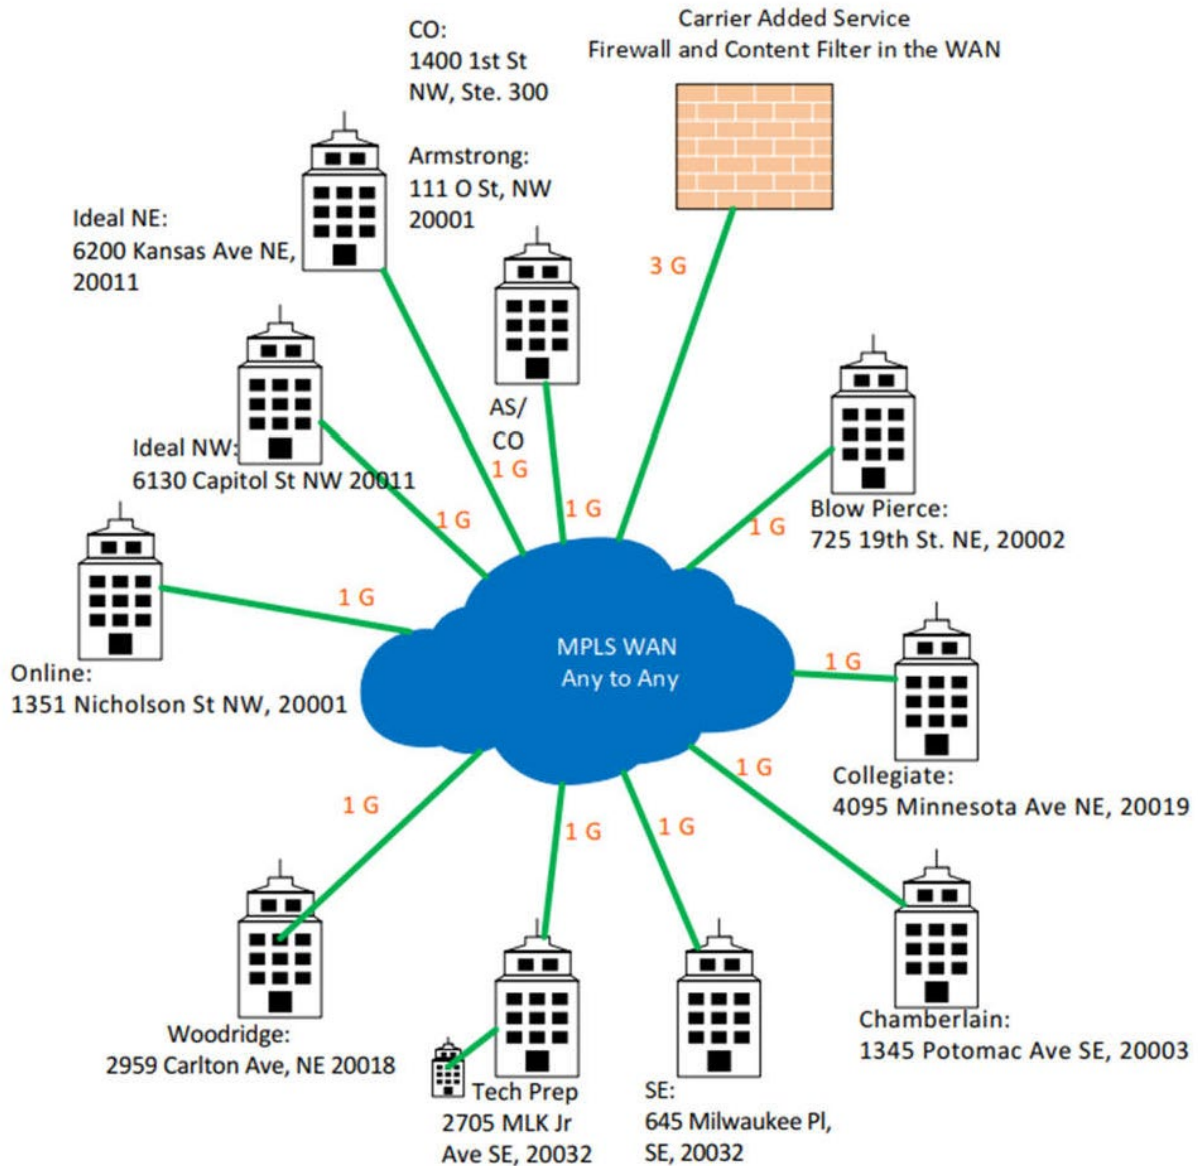 CO:
1400 1st St
NW, Ste. 300
Armstrong:
111 O St, NW
20001
Carrier Added Service
Firewall and Content Filter in the WAN
Ideal NE:
6200 Kansas Ave NE,
20011
3 G
AS/
CO
1 G
1 G
Ideal NW:
6130 Capitol St NW 20011
1 G
Blow Pierce:
725 19th St. NE, 20002
1 G
1 G
Online:
1351 Nicholson St NW, 20001
MPLS WAN
Any to Any
1 G
Collegiate:
4095 Minnesota Ave NE, 20019
1 G
1 G
1 G
1 G
Woodridge:
2959 Carlton Ave, NE 20018
Tech Prep
2705 MLK Jr
Ave SE, 20032
SE:
645 Milwaukee Pl,
SE, 20032
Chamberlain:
1345 Potomac Ave SE, 20003